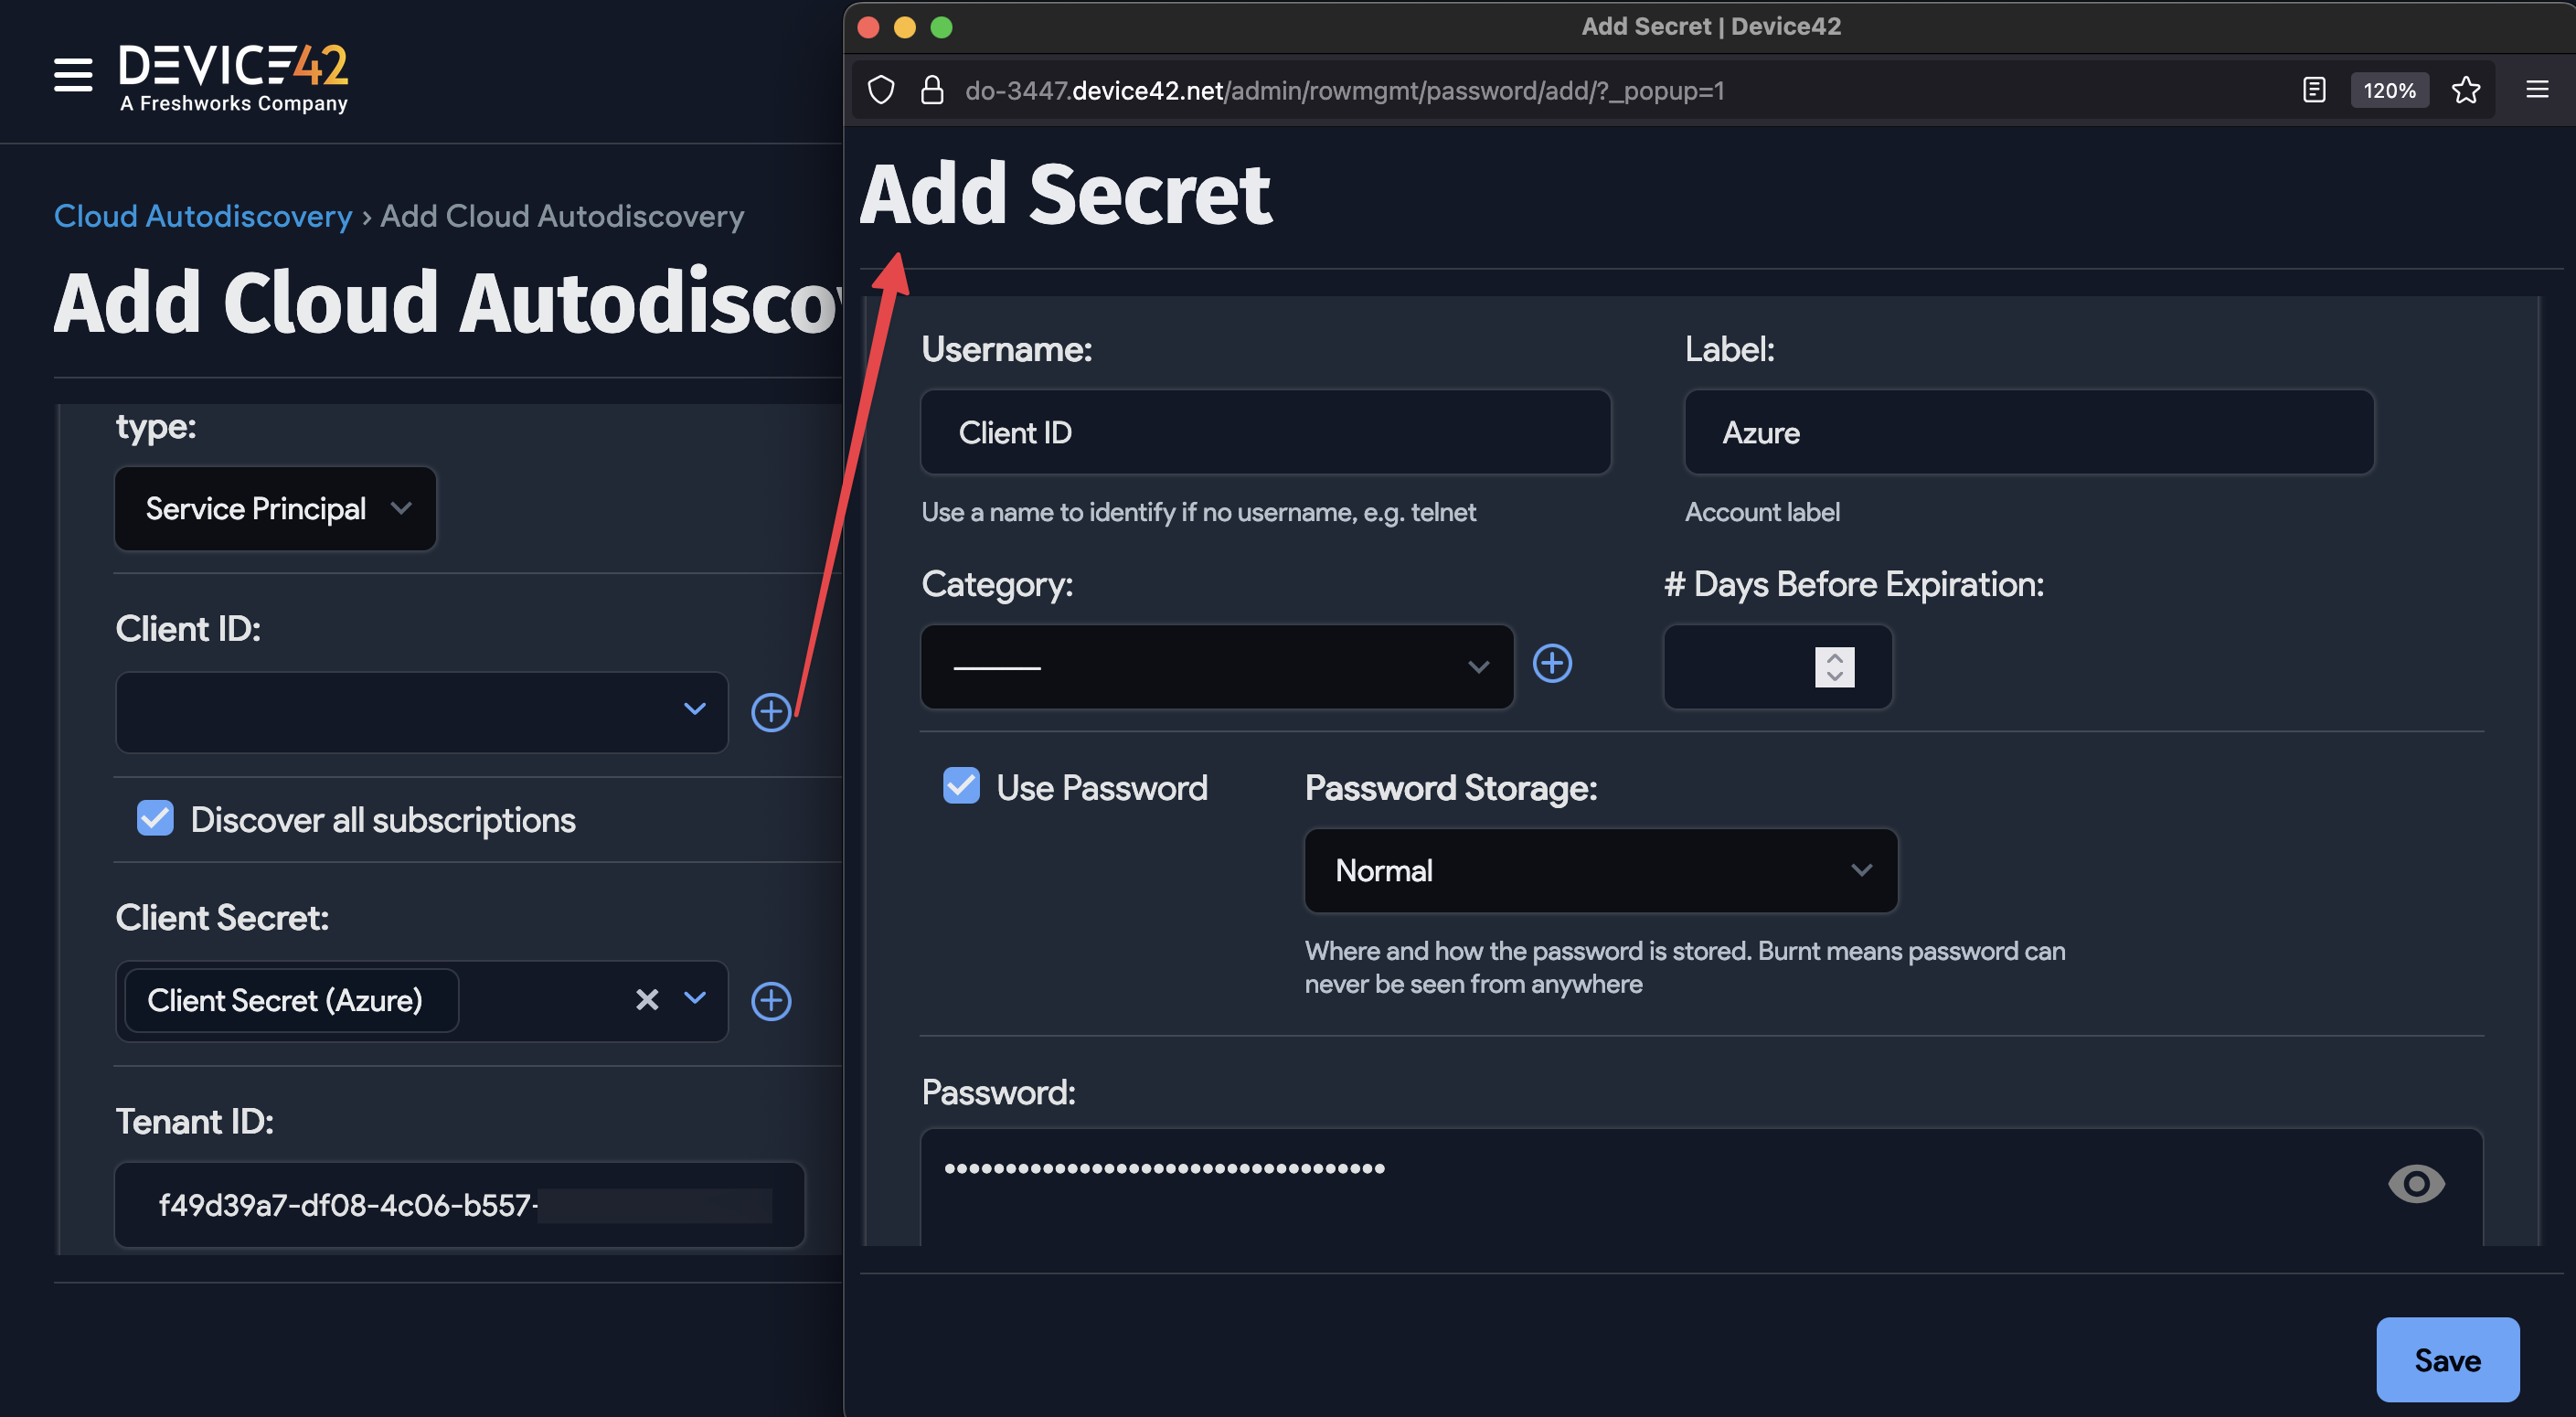 DEVICE42
A Freshworks Company
Cloud Autodiscovery › Add Cloud Autodiscovery
Add Cloud Autodisco
type:
Service Principal
Client ID:
Discover all subscriptions
Client Secret:
Client Secret (Azure)
Tenant ID:
f49d39a7-df08-4c06-b557-
Add Secret | Device42
do-3447.device42.net/admin/rowmgmt/password/add/?_popup=1
120%
Add Secret
Username:
Label:
Client ID
Azure
Use a name to identify if no username, e.g. telnet
Account label
Category:
# Days Before Expiration:
Use Password
Password Storage:
Normal
Where and how the password is stored. Burnt means password can
never be seen from anywhere
Password:
Save